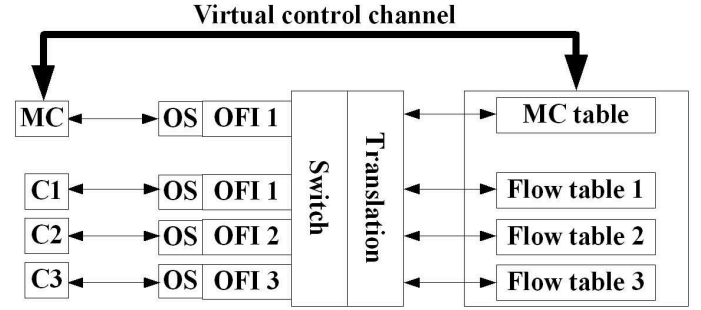 Virtual control channel
MC OS OFI 1 MC table
C1 OS OFI 1 Flow table 1
C2 OS OFI 2 Flow table 2
C3 OS OFI 3 Flow table 3
Switch
Translation